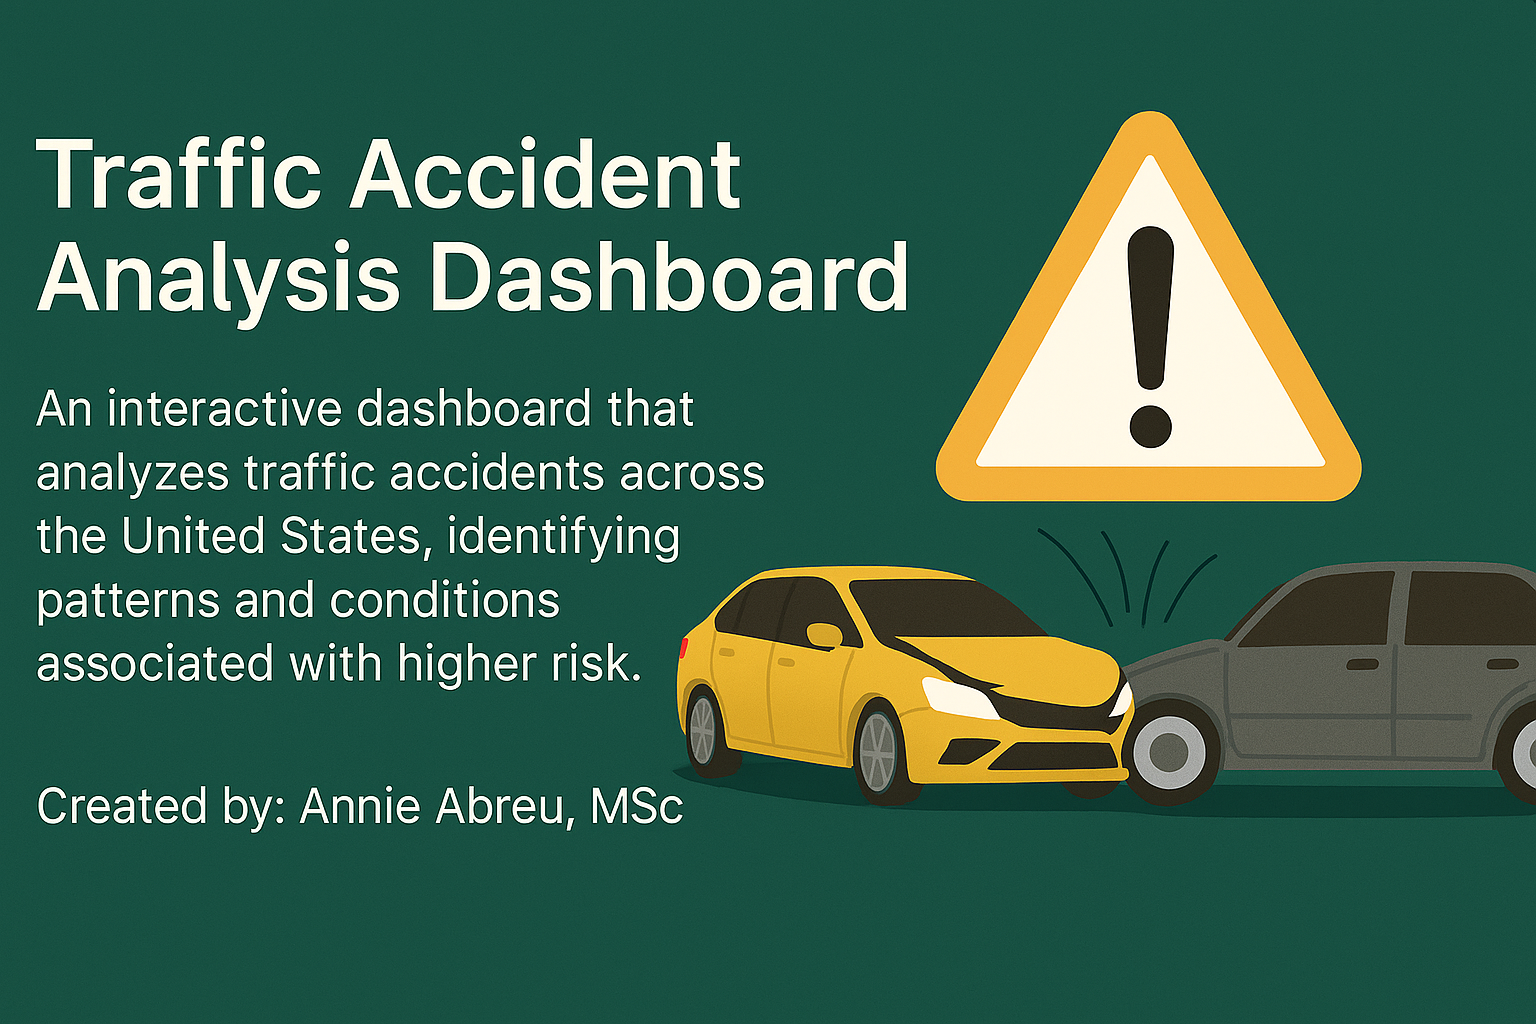 Traffic Accident
Analysis Dashboard
An interactive dashboard that
analyzes traffic accidents across
the United States, identifying
patterns and conditions
associated with higher risk.
Created by: Annie Abreu, MSc